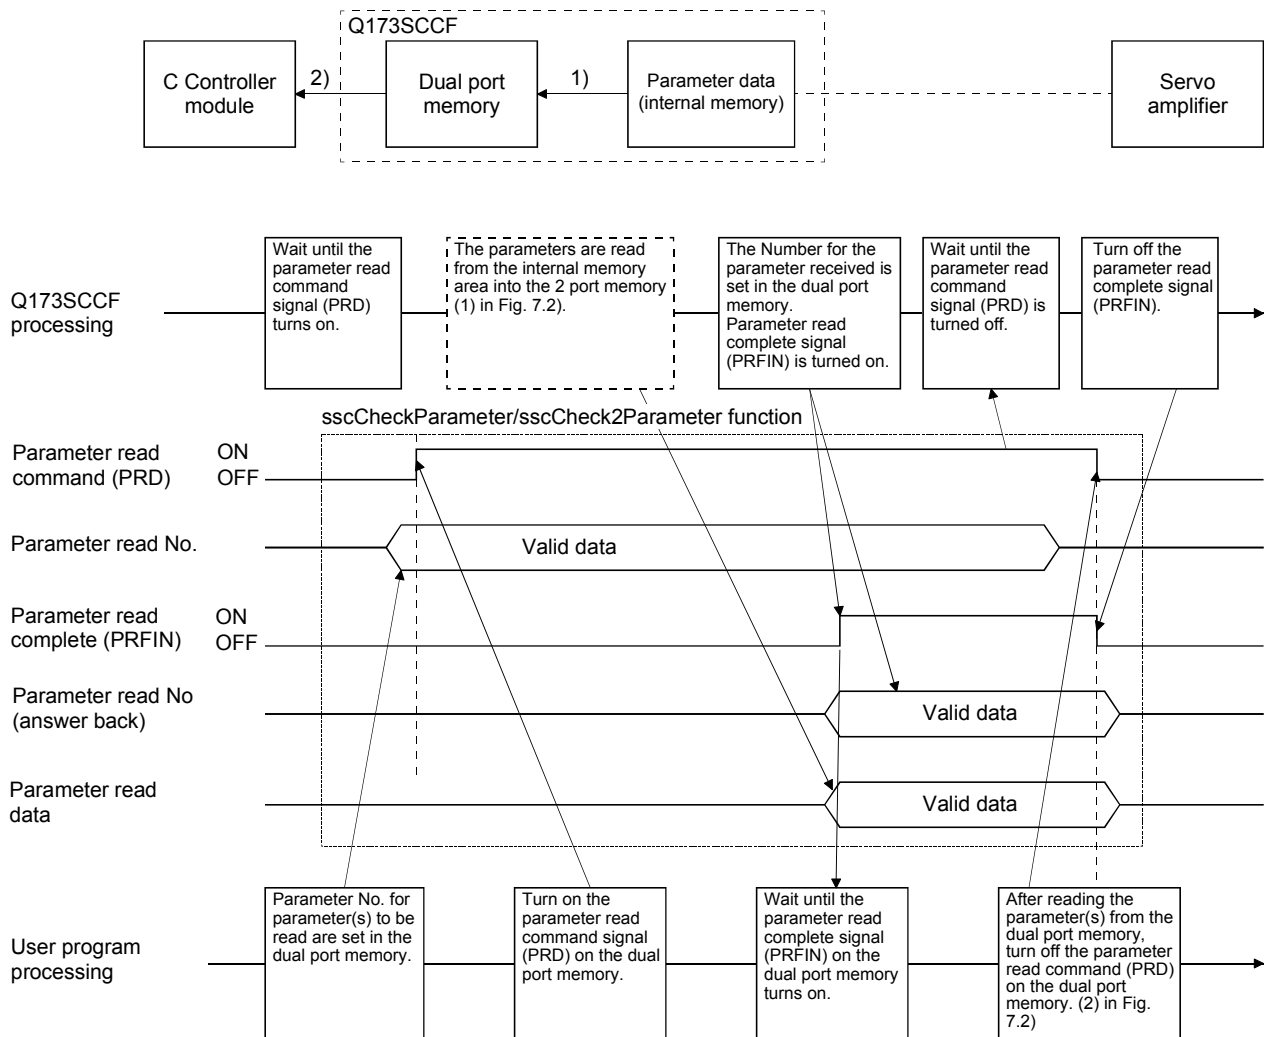 Q173SCCF
C Controller
module
2)
Dual port
memory
1)
Parameter data
(internal memory)
Servo
amplifier
Q173SCCF
processing
Wait until the
parameter read
command
signal (PRD)
turns on.
The parameters are read
from the internal memory
area into the 2 port memory
(1) in Fig. 7.2).
The Number for the
parameter received is
set in the dual port
memory.
Parameter read
complete signal
(PRFIN) is turned on.
Wait until the
parameter read
command
signal (PRD) is
turned off.
Turn off the
parameter read
complete signal
(PRFIN).
sscCheckParameter/sscCheck2Parameter function
Parameter read
command (PRD)
ON
OFF
Parameter read No.
Valid data
Parameter read
complete (PRFIN)
ON
OFF
Parameter read No
(answer back)
Valid data
Parameter read
data
Valid data
User program
processing
Parameter No. for
parameter(s) to be
read are set in the
dual port memory.
Turn on the
parameter read
command signal
(PRD) on the dual
port memory.
Wait until the
parameter read
complete signal
(PRFIN) on the
dual port memory
turns on.
After reading the
parameter(s) from the
dual port memory,
turn off the parameter
read command (PRD)
on the dual port
memory. (2) in Fig.
7.2)